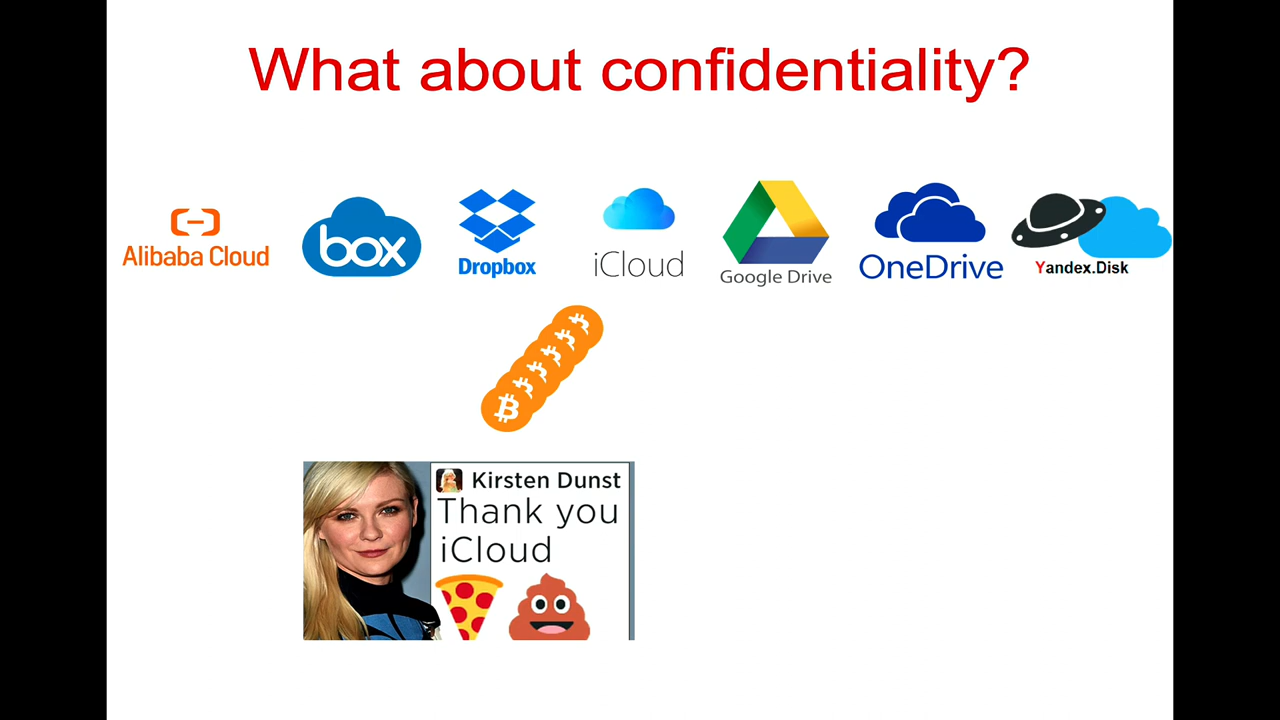 What about confidentiality?
Alibaba Cloud
box
Dropbox
iCloud
Google Drive
OneDrive
Yandex.Disk
Kirsten Dunst
Thank you
iCloud